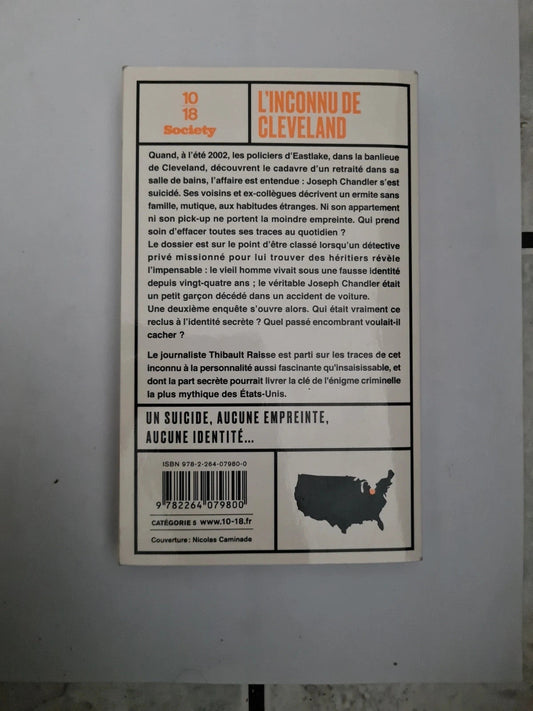 10
18
Society
L'INCONNU DE
CLEVELAND
Quand, à l'été 2002, les policiers d'Eastlake, dans la banlieue
de Cleveland, découvrent le cadavre d'un retraité dans sa
salle de bains, l'affaire est entendue : Joseph Chandler s'est
suicidé. Ses voisins et ex-collègues décrivent un ermite sans
famille, mutique, aux habitudes étranges. Ni son appartement
ni son pick-up ne portent la moindre empreinte. Qui prend
soin d'effacer toutes ses traces au quotidien ?
Le dossier est sur le point d'être classé lorsqu'un détective
privé missionné pour lui trouver des héritiers révèle
l'impensable : le vieil homme vivait sous une fausse identité
depuis vingt-quatre ans ; le véritable Joseph Chandler était
un petit garçon décédé dans un accident de voiture.
Une deuxième enquête s'ouvre alors. Qui était vraiment ce
reclus à l'identité secrète ? Quel passé encombrant voulait-il
cacher ?
Le journaliste Thibault Raisse est parti sur les traces de cet
inconnu à la personnalité aussi fascinante qu'insaisissable, et
dont la part secrète pourrait livrer la clé de l'énigme criminelle
la plus mythique des États-Unis.
UN SUICIDE, AUCUNE EMPREINTE,
AUCUNE IDENTITÉ...
ISBN 978-2-264-07980-0
9 782264 079800
CATÉGORIE 5 www.10-18.fr
Couverture : Nicolas Caminade